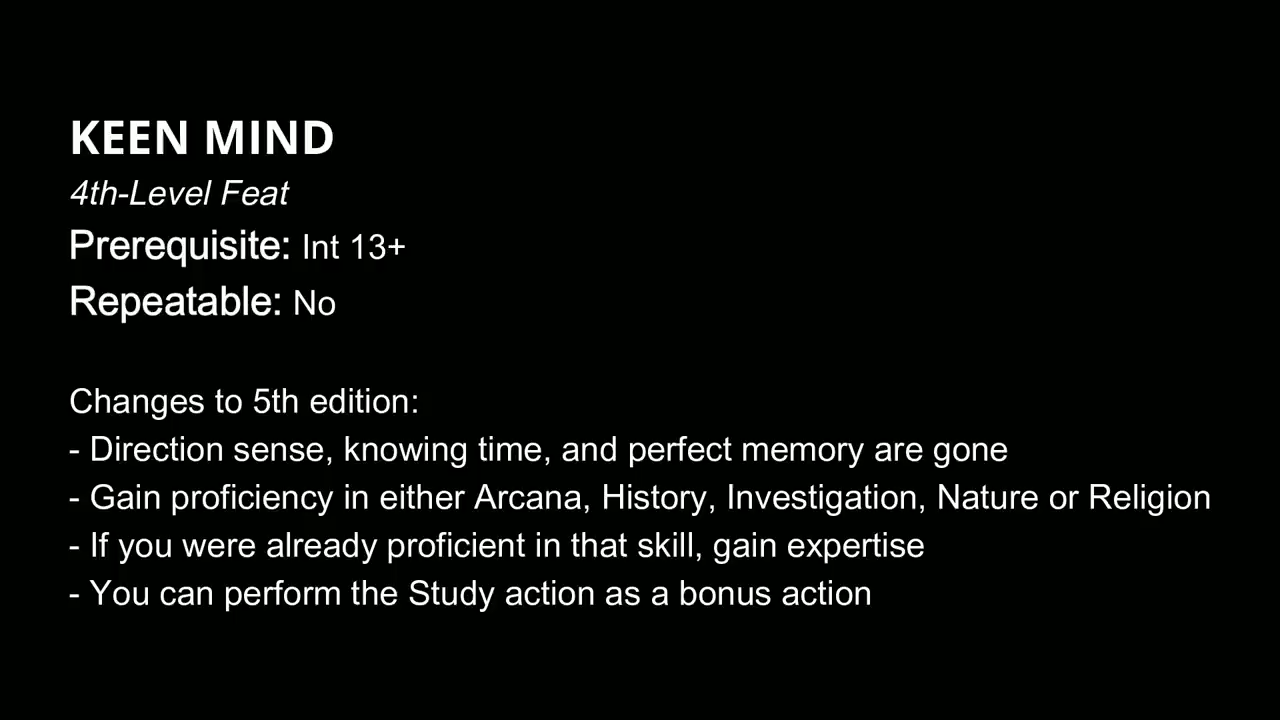 KEEN MIND
4th-Level Feat
Prerequisite: Int 13+
Repeatable: No
Changes to 5th edition:
- Direction sense, knowing time, and perfect memory are gone
- Gain proficiency in either Arcana, History, Investigation, Nature or Religion
- If you were already proficient in that skill, gain expertise
- You can perform the Study action as a bonus action